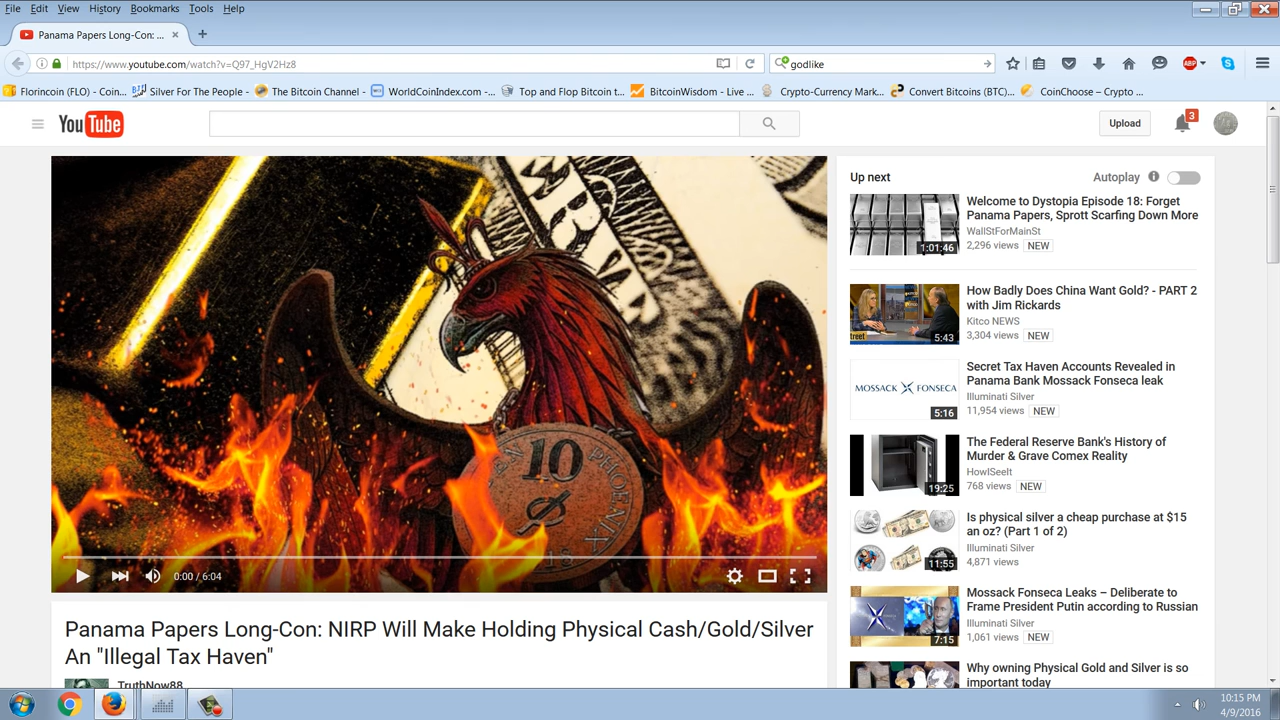 File Edit View History Bookmarks Tools Help
Panama Papers Long-Con: ...
https://www.youtube.com/watch?v=Q97_HgV2Hz8
godlike
ABP
Florincoin (FLO) - Coin...
Silver For The People - ...
The Bitcoin Channel - ...
WorldCoinIndex.com -...
Top and Flop Bitcoin t...
BitcoinWisdom - Live ...
Crypto-Currency Mark...
Convert Bitcoins (BTC)...
CoinChoose – Crypto ...
YouTube
Upload
3
10
PHOENIX
0:00 / 6:04
Panama Papers Long-Con: NIRP Will Make Holding Physical Cash/Gold/Silver
An "Illegal Tax Haven"
TruthNow88
Up next
Autoplay
Welcome to Dystopia Episode 18: Forget
Panama Papers, Sprott Scarfing Down More
WallStForMainSt
2,296 views NEW
1:01:46
How Badly Does China Want Gold? - PART 2
with Jim Rickards
Kitco NEWS
3,304 views NEW
treet
5:43
Secret Tax Haven Accounts Revealed in
Panama Bank Mossack Fonseca leak
Illuminati Silver
11,954 views NEW
MOSSACK FONSECA
5:16
The Federal Reserve Bank's History of
Murder & Grave Comex Reality
HowISeeIt
768 views NEW
19:25
Is physical silver a cheap purchase at $15
an oz? (Part 1 of 2)
Illuminati Silver
4,871 views
11:55
Mossack Fonseca Leaks – Deliberate to
Frame President Putin according to Russian
Illuminati Silver
1,061 views NEW
7:15
Why owning Physical Gold and Silver is so
important today
10:15 PM
4/9/2016